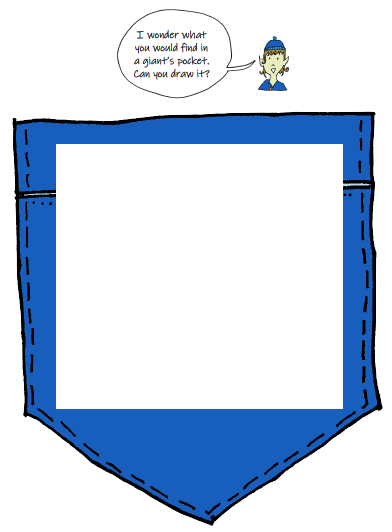 I wonder what
you would find in
a giant's pocket.
Can you draw it?